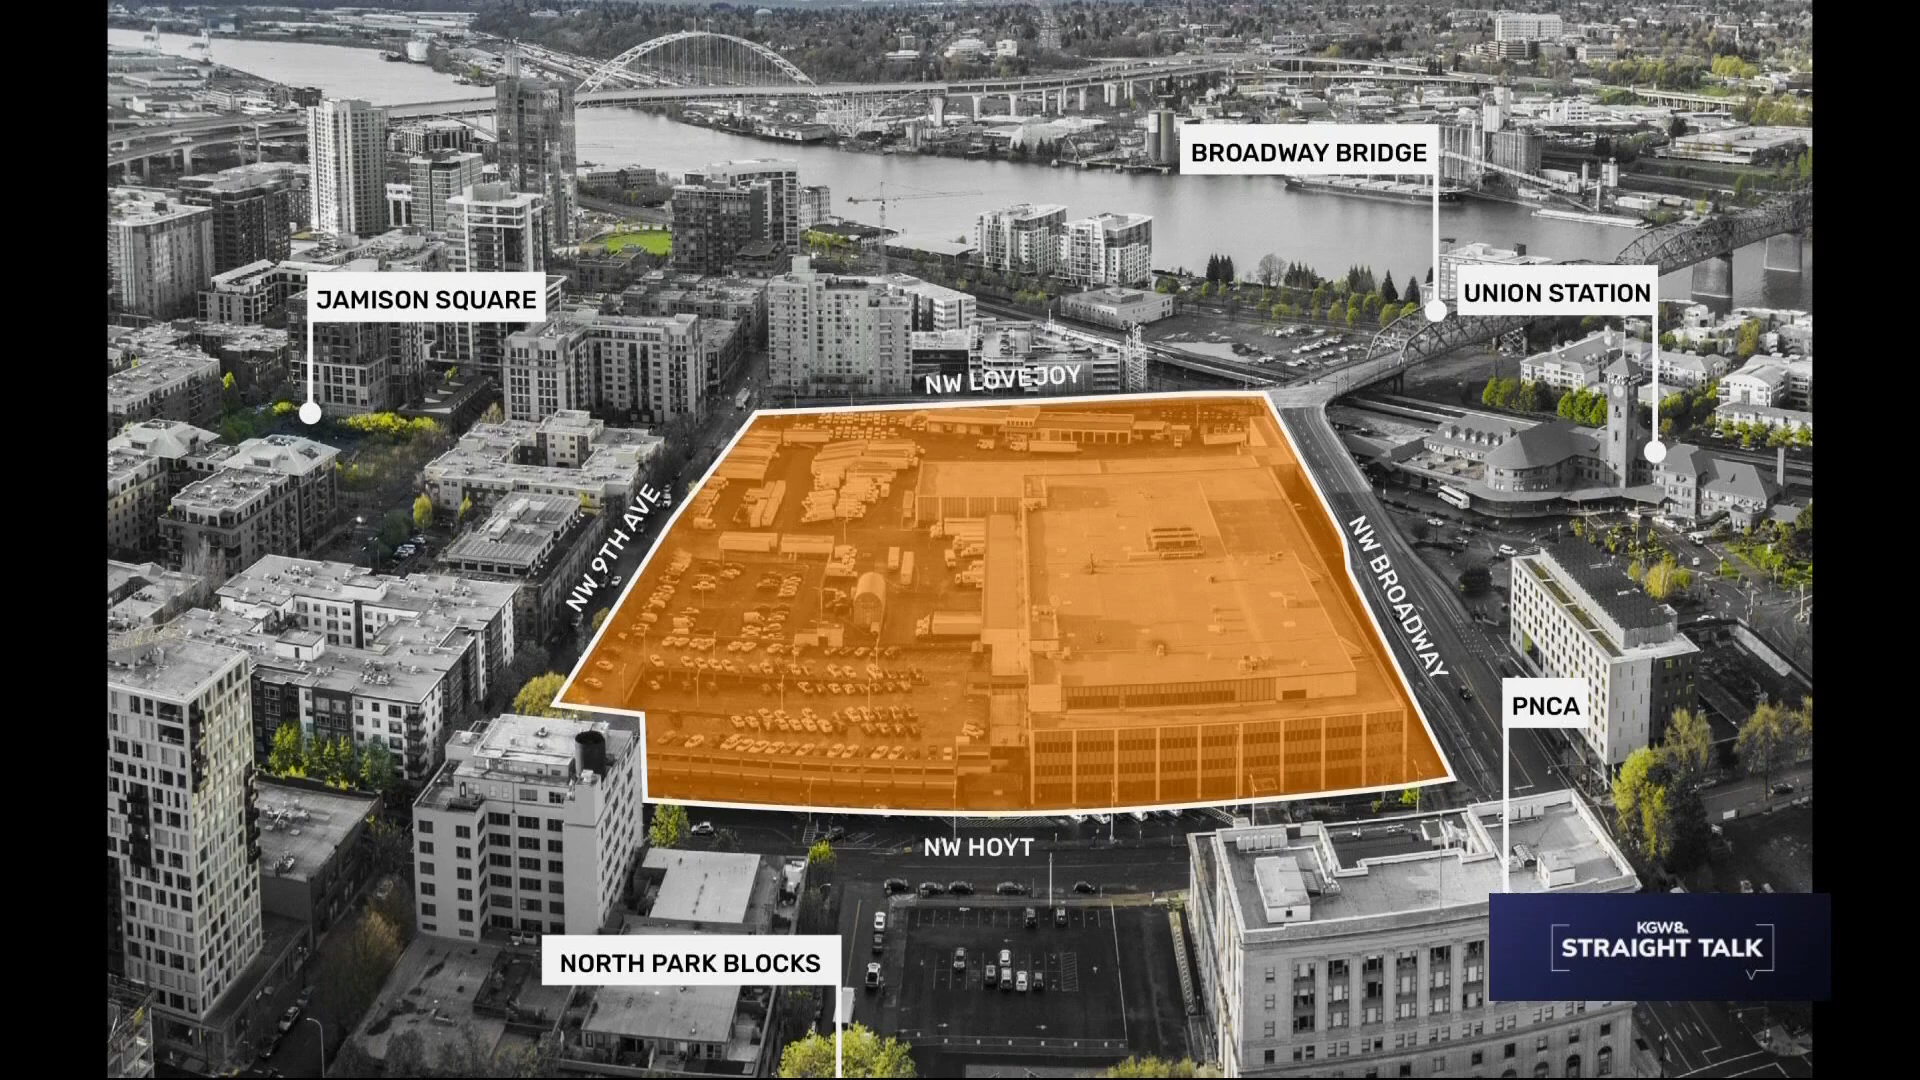 BROADWAY BRIDGE
UNION STATION
JAMISON SQUARE
NW LOVEJOY
NW 9TH AVE
NW BROADWAY
PNCA
NW HOYT
NORTH PARK BLOCKS
KGW8
STRAIGHT TALK